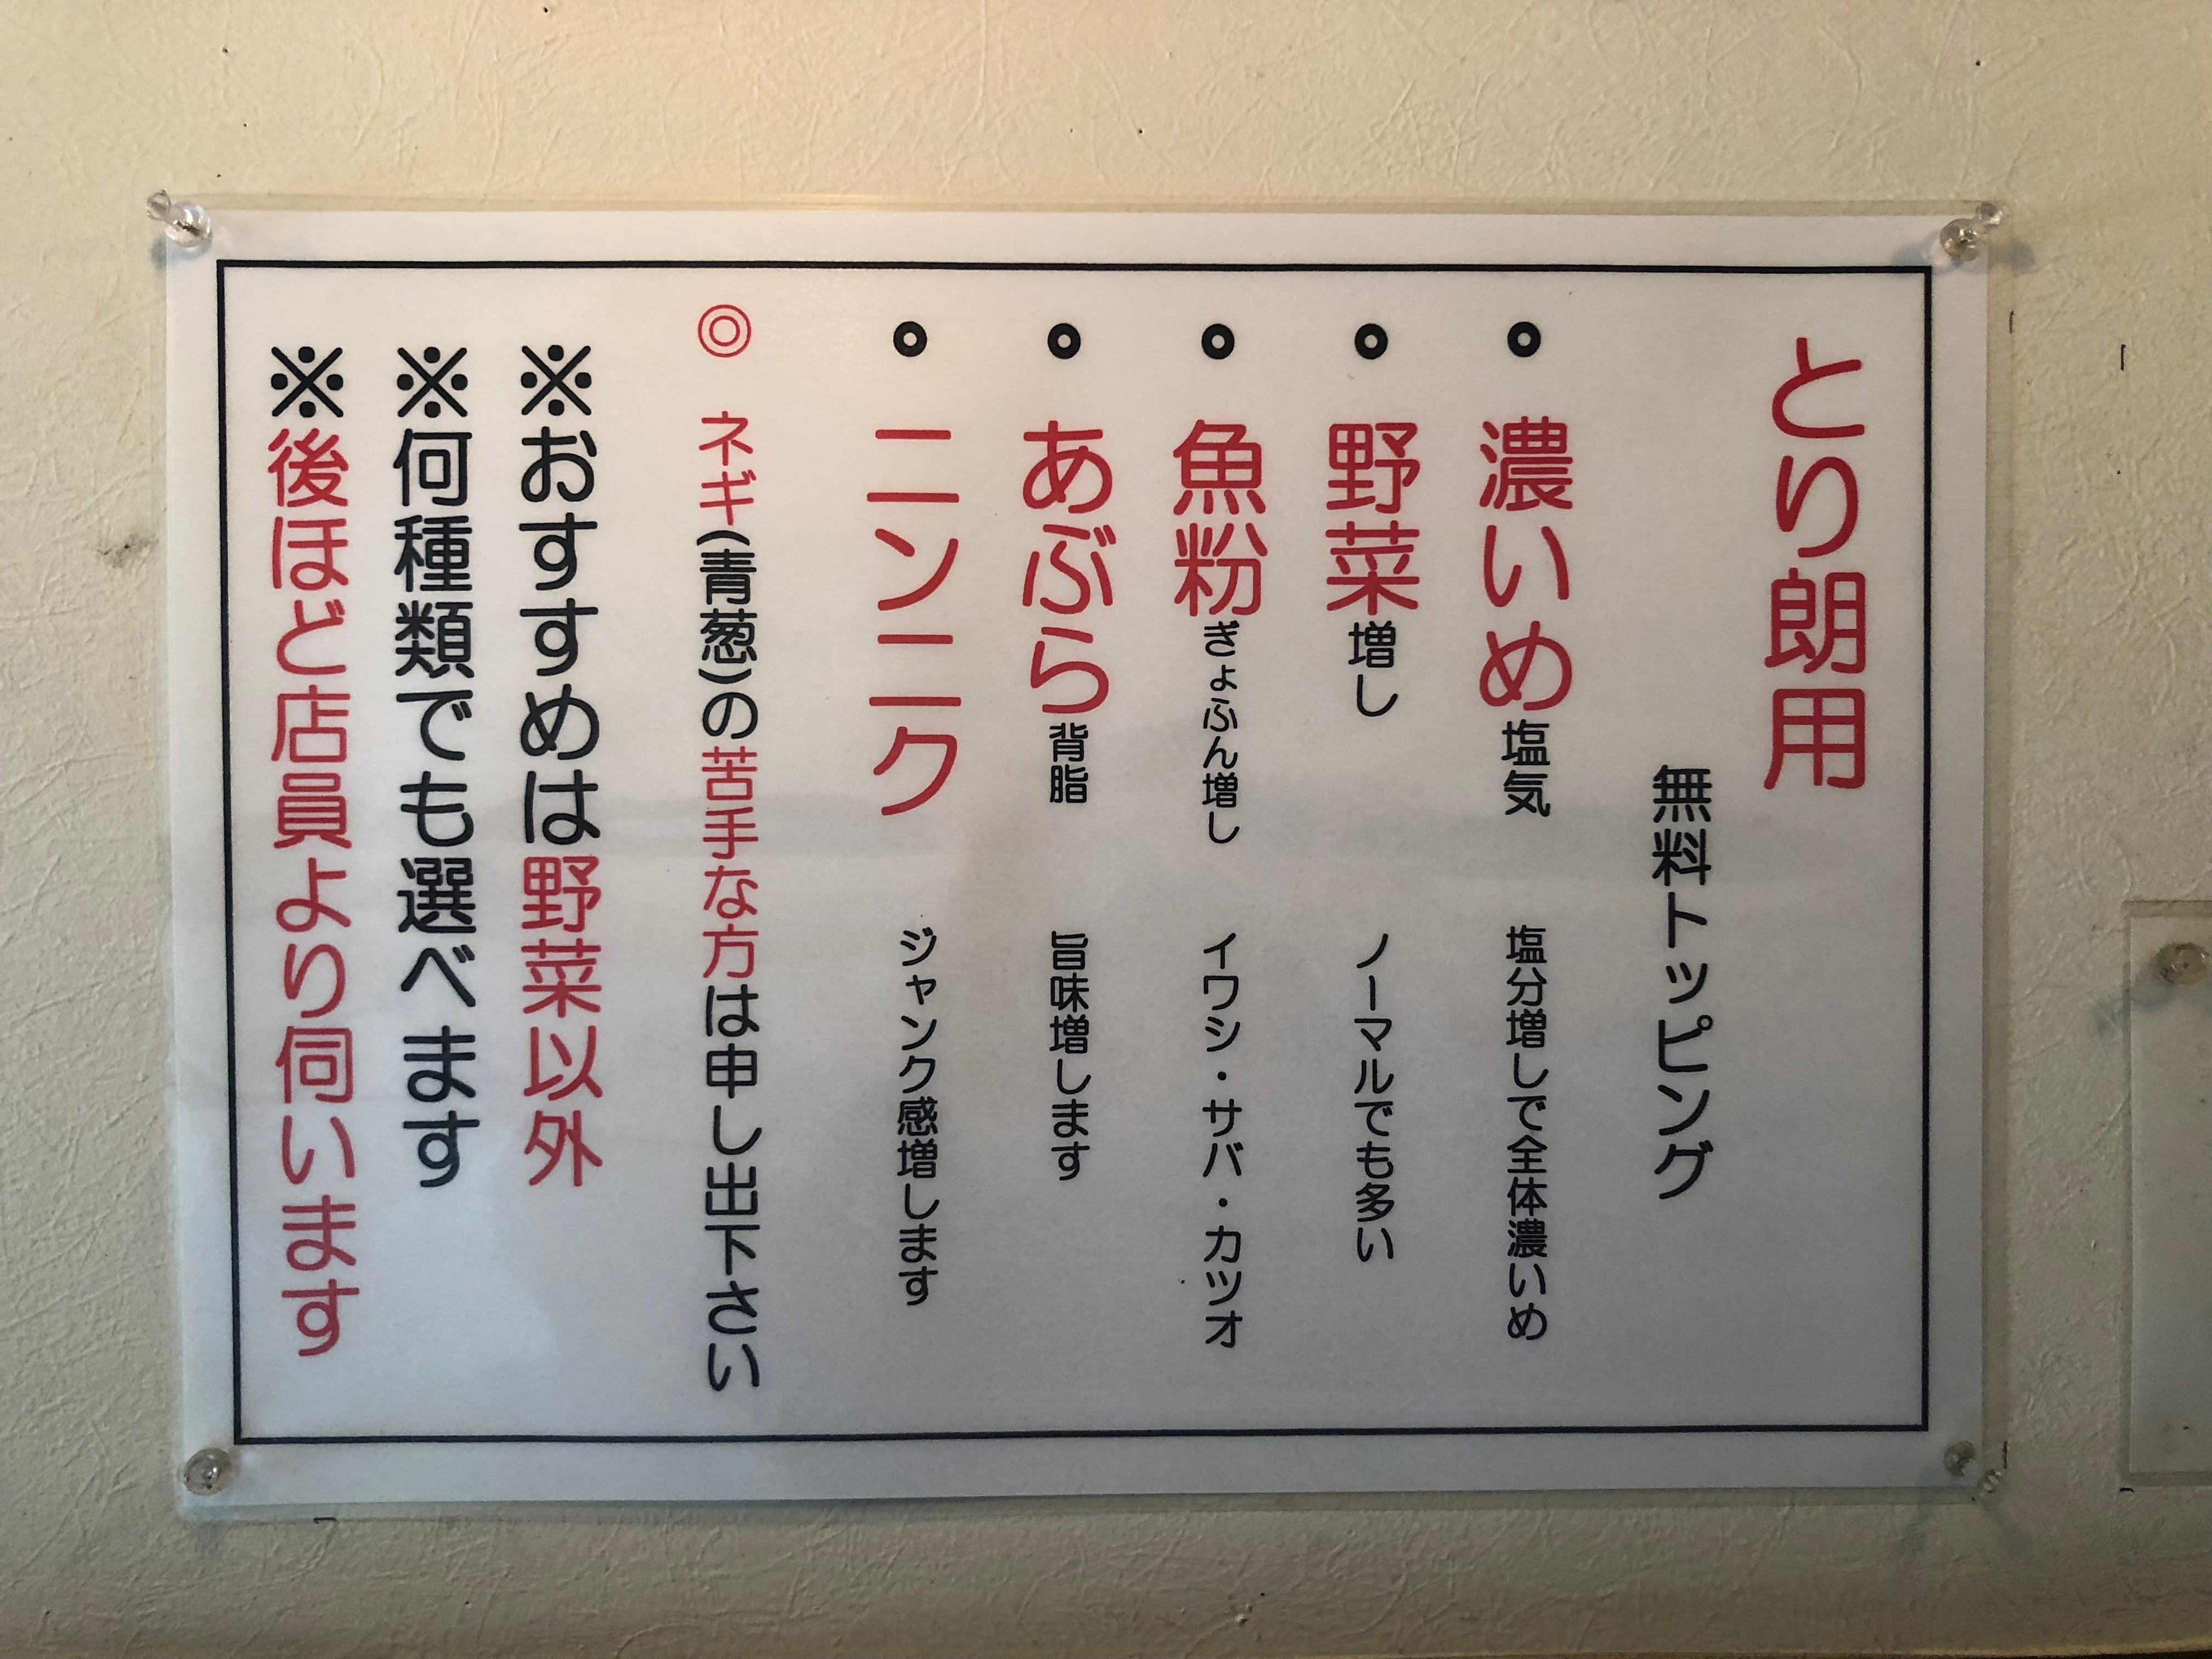 とり朗用
無料トッピング
⚬ 濃いめ塩気 塩分増しで全体濃いめ
⚬ 野菜増し ノーマルでも多い
⚬ 魚粉ぎょふん増し イワシ・サバ・カツオ
⚬ あぶら背脂 旨味増します
⚬ ニンニク ジャンク感増します
◎ ネギ(青葱)の苦手な方は申し出下さい
※おすすめは野菜以外
※何種類でも選べます
※後ほど店員より伺います